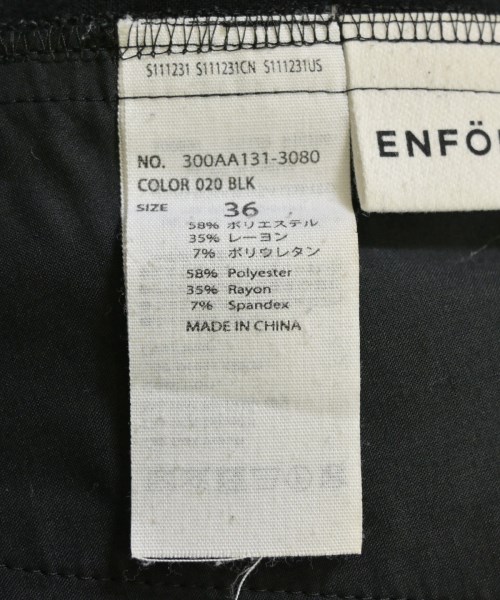 S111231 S111231CN S111231US
NO. 300AA131-3080
COLOR 020 BLK
SIZE 36
58% ポリエステル
35% レーヨン
7% ポリウレタン
58% Polyester
35% Rayon
7% Spandex
MADE IN CHINA
ENFÖ